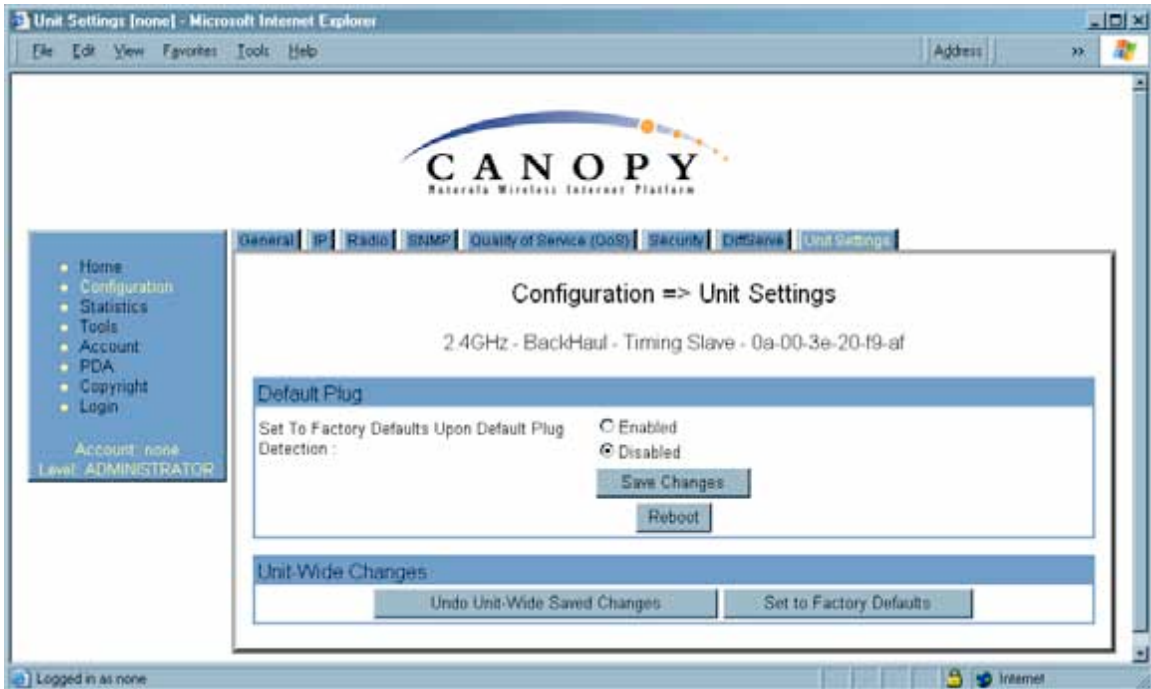 Unit Settings [none] - Microsoft Internet Explorer
File Edit View Favorites Tools Help Address »
CANOPY
Motorola Wireless Internet Platform
General IP Radio SNMP Quality of Service (QoS) Security DiffServe Unit Settings
Home
Configuration
Statistics
Tools
Account
PDA
Copyright
Login
Account: none
Level: ADMINISTRATOR
Configuration => Unit Settings
2.4GHz - BackHaul - Timing Slave - 0a-00-3e-20-f9-af
Default Plug
Set To Factory Defaults Upon Default Plug
Detection :
Enabled
Disabled
Save Changes
Reboot
Unit-Wide Changes
Undo Unit-Wide Saved Changes Set to Factory Defaults
Logged in as none Internet